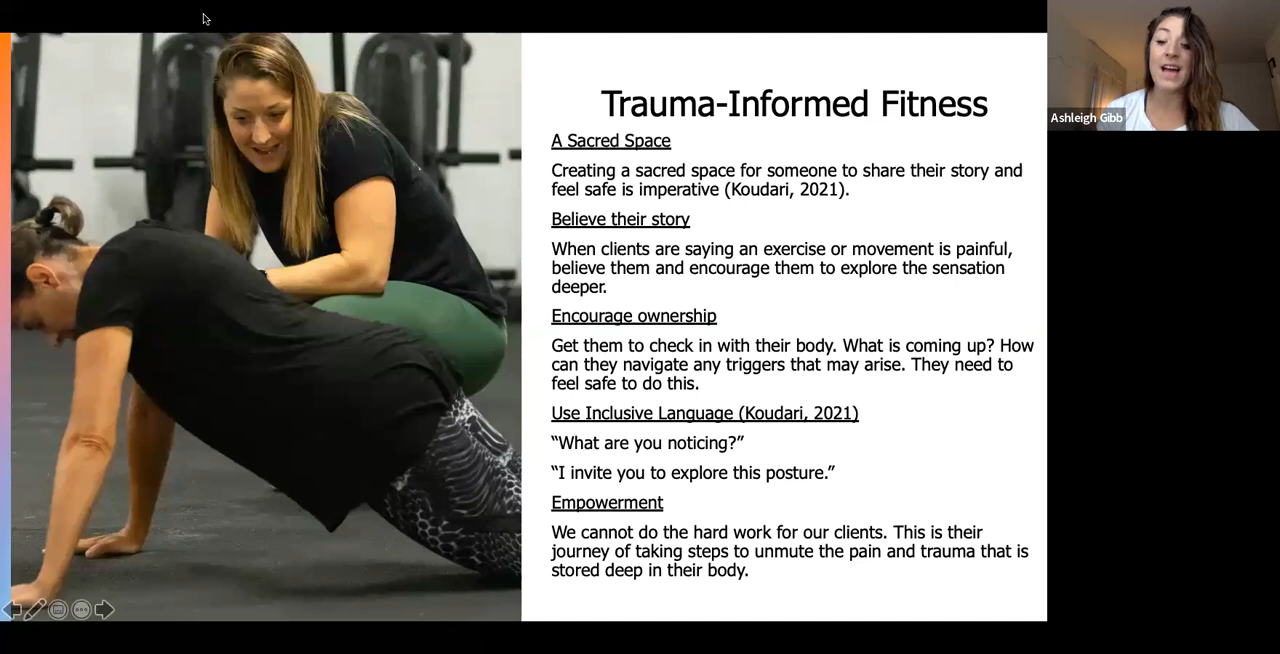 Trauma-Informed Fitness
Ashleigh Gibb
A Sacred Space
Creating a sacred space for someone to share their story and
feel safe is imperative (Koudari, 2021).
Believe their story
When clients are saying an exercise or movement is painful,
believe them and encourage them to explore the sensation
deeper.
Encourage ownership
Get them to check in with their body. What is coming up? How
can they navigate any triggers that may arise. They need to
feel safe to do this.
Use Inclusive Language (Koudari, 2021)
“What are you noticing?”
“I invite you to explore this posture.”
Empowerment
We cannot do the hard work for our clients. This is their
journey of taking steps to unmute the pain and trauma that is
stored deep in their body.